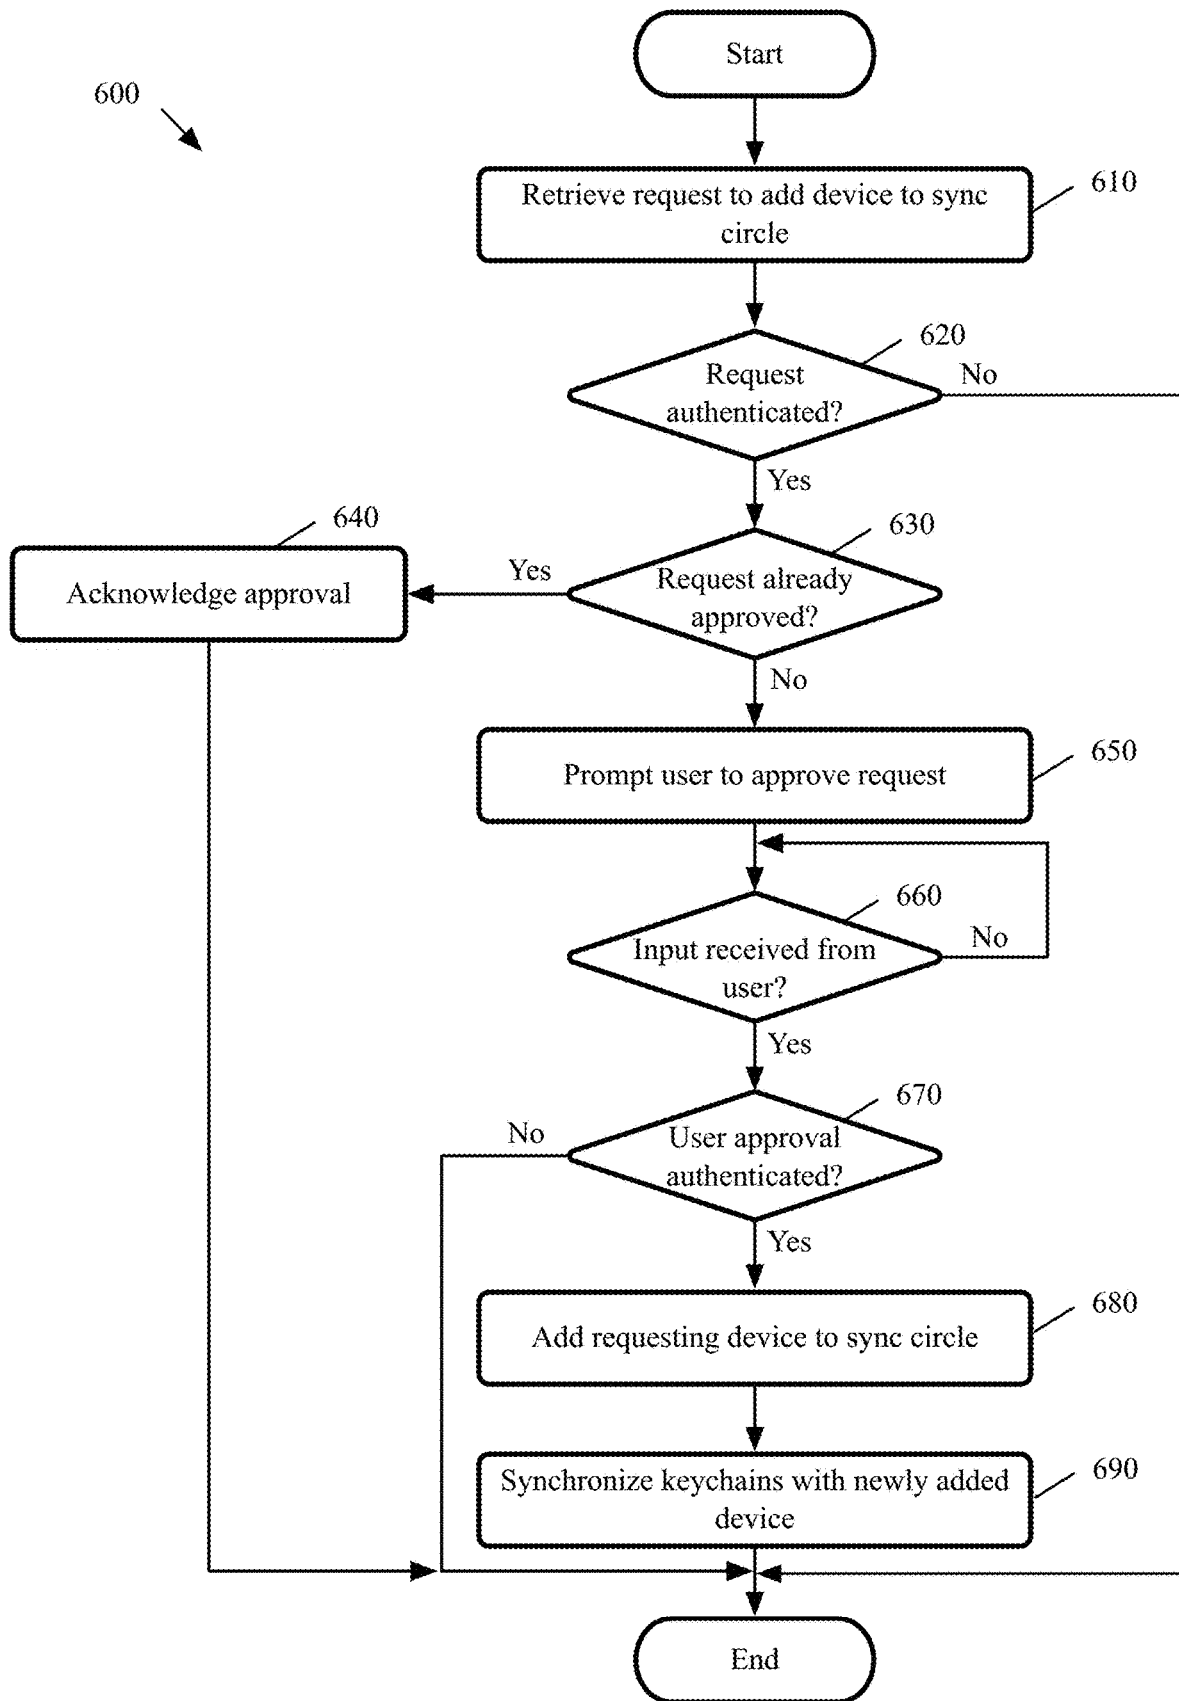 Start
600
Retrieve request to add device to sync
circle
610
620
Request
authenticated?
No
Yes
640
630
Acknowledge approval
Yes
Request already
approved?
No
Prompt user to approve request
650
660
Input received from
user?
No
Yes
670
No
User approval
authenticated?
Yes
680
Add requesting device to sync circle
Synchronize keychains with newly added
device
690
End